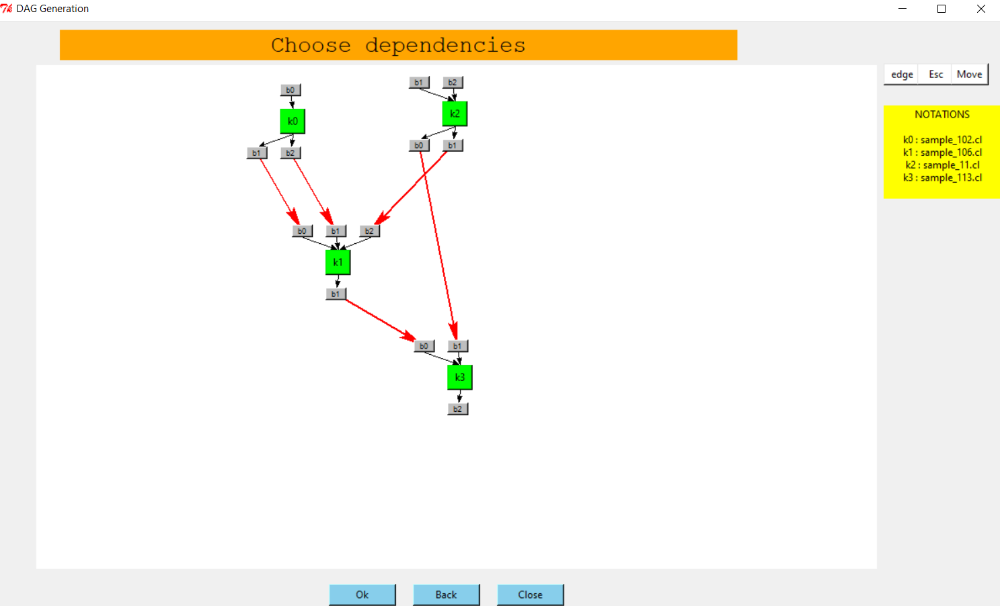 DAG Generation
Choose dependencies
edge Esc Move
NOTATIONS
k0 : sample_102.cl
k1 : sample_106.cl
k2 : sample_11.cl
k3 : sample_113.cl
b0
k0
b1 b2
b1 b2
k2
b0 b1
b0 b1 b2
k1
b1
b0 b1
k3
b2
Ok Back Close